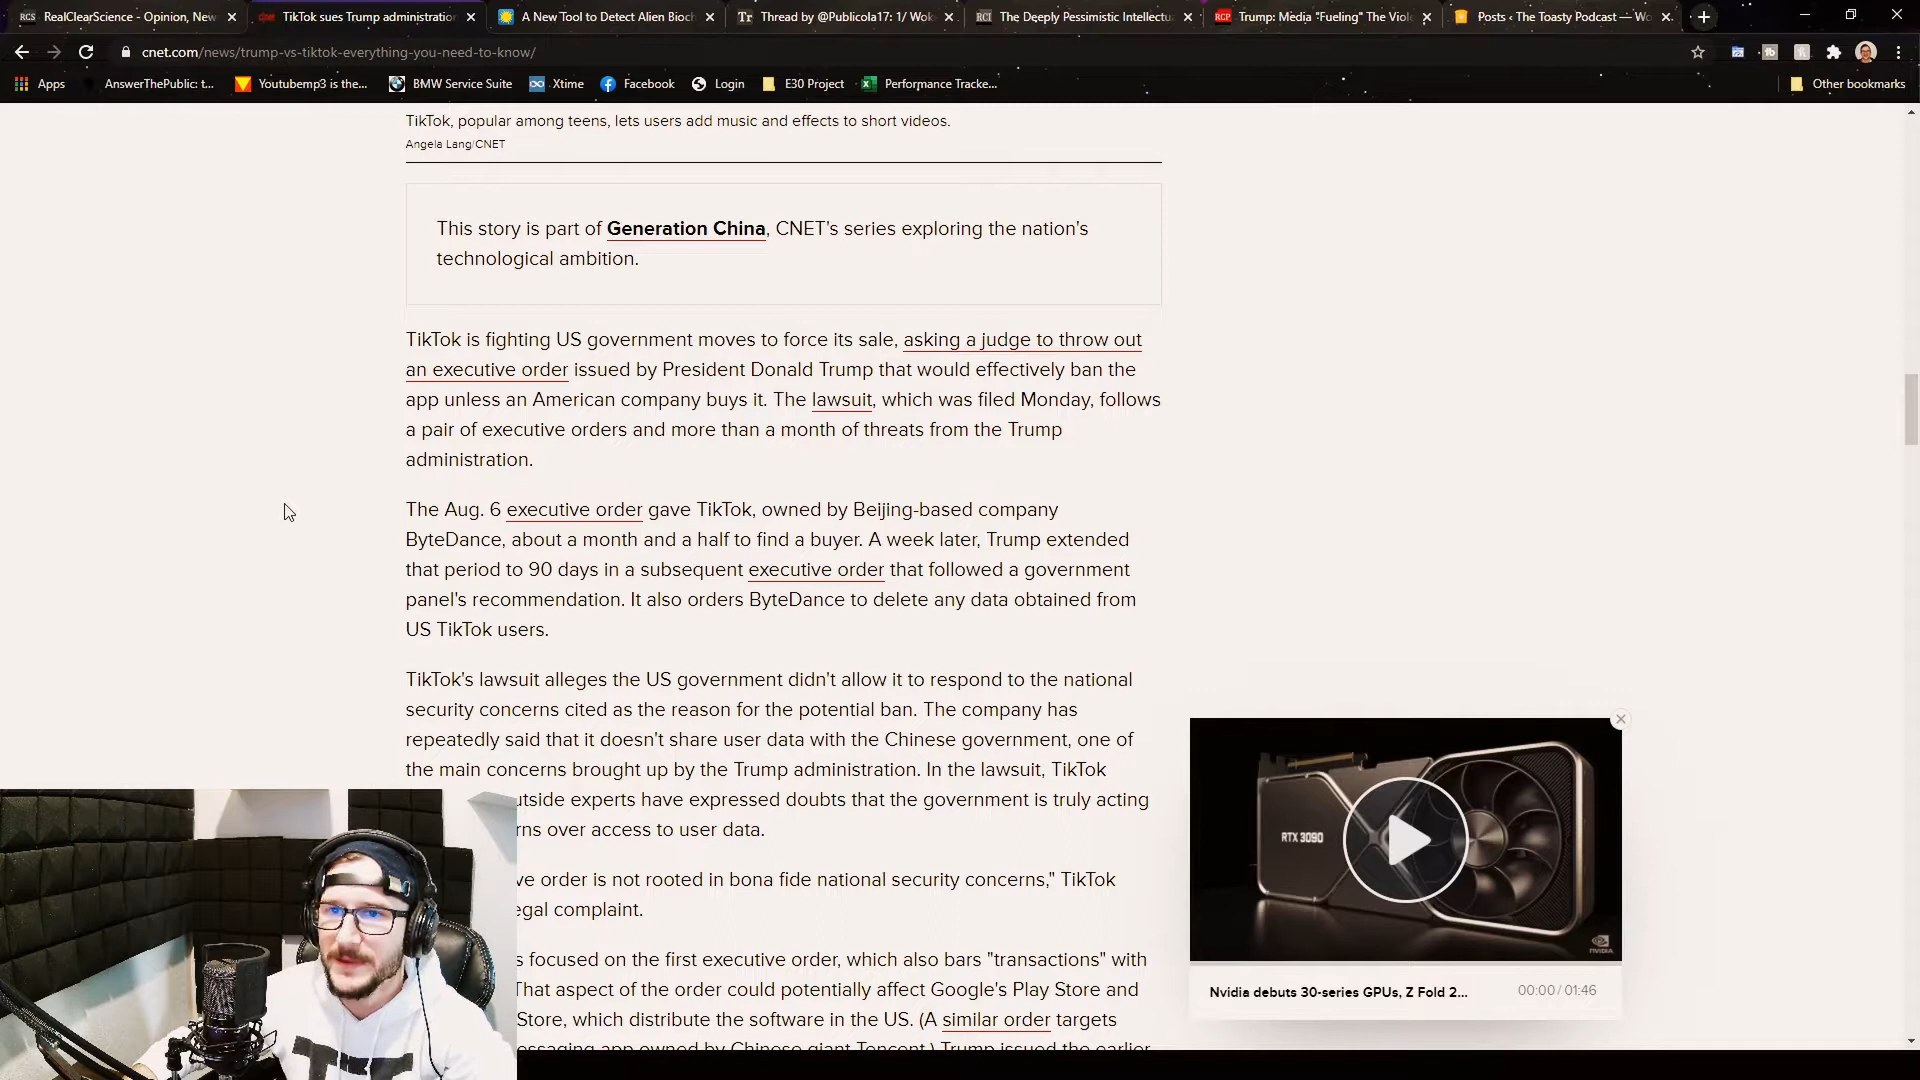 RealClearScience - Opinion, New
TikTok sues Trump administratio
A New Tool to Detect Alien Bioch
Thread by @Publicola17: 1/ Wok
The Deeply Pessimistic Intellectu
Trump: Media "Fueling" The Viol
Posts ‹ The Toasty Podcast — Wo
cnet.com/news/trump-vs-tiktok-everything-you-need-to-know/
Apps
AnswerThePublic: t...
Youtubemp3 is the...
BMW Service Suite
Xtime
Facebook
Login
E30 Project
Performance Tracke...
Other bookmarks
TikTok, popular among teens, lets users add music and effects to short videos.
Angela Lang/CNET
This story is part of Generation China, CNET's series exploring the nation's
technological ambition.
TikTok is fighting US government moves to force its sale, asking a judge to throw out
an executive order issued by President Donald Trump that would effectively ban the
app unless an American company buys it. The lawsuit, which was filed Monday, follows
a pair of executive orders and more than a month of threats from the Trump
administration.
The Aug. 6 executive order gave TikTok, owned by Beijing-based company
ByteDance, about a month and a half to find a buyer. A week later, Trump extended
that period to 90 days in a subsequent executive order that followed a government
panel's recommendation. It also orders ByteDance to delete any data obtained from
US TikTok users.
TikTok's lawsuit alleges the US government didn't allow it to respond to the national
security concerns cited as the reason for the potential ban. The company has
repeatedly said that it doesn't share user data with the Chinese government, one of
the main concerns brought up by the Trump administration. In the lawsuit, TikTok
utside experts have expressed doubts that the government is truly acting
rns over access to user data.
ve order is not rooted in bona fide national security concerns," TikTok
egal complaint.
s focused on the first executive order, which also bars "transactions" with
That aspect of the order could potentially affect Google's Play Store and
Store, which distribute the software in the US. (A similar order targets
essaging app owned by Chinese giant Tencent.) Trump issued the earlier
RTX 3090
NVIDIA
Nvidia debuts 30-series GPUs, Z Fold 2...
00:00 / 01:46